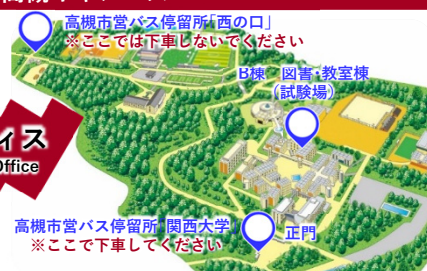 高槻市営バス停留所「西の口」
※ここでは下車しないでください
B棟 図書・教室棟
(試験場)
ィス
Office
高槻市営バス停留所「関西大学」
※ここで下車してください
正門